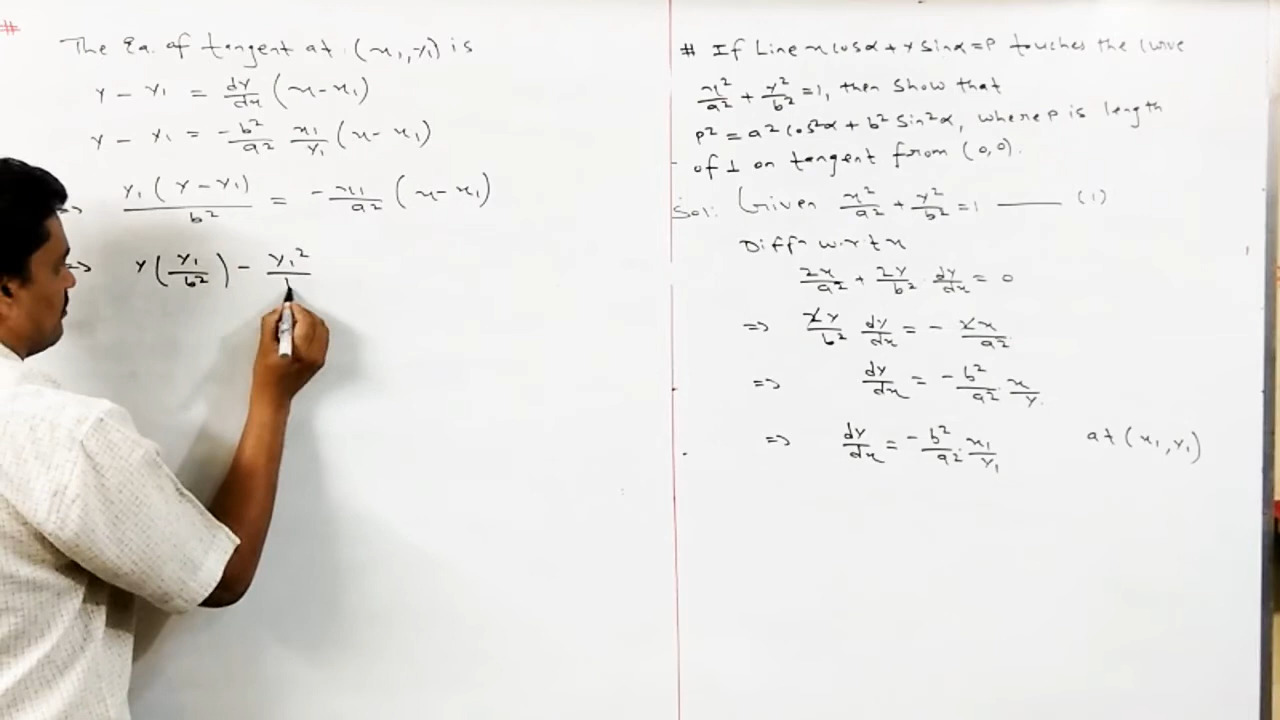 #
The Eq. of tangent at (x₁, y₁) is
y − y₁ = dy/dx (x − x₁)
y − y₁ = −b²/a² x₁/y₁ (x − x₁)
⇒ y₁(y − y₁)/b² = −x₁/a² (x − x₁)
⇒ y(y₁/b²) − y₁²/
# If Line x cosα + y sinα = P touches the curve
x²/a² + y²/b² = 1, then show that
P² = a² cos²α + b² sin²α, where P is length
of ⊥ on tangent from (0,0).
Sol: Given x²/a² + y²/b² = 1 —— (1)
Diffn w.r.t x
2x/a² + 2y/b² · dy/dx = 0
⇒ 2y/b² dy/dx = − 2x/a²
⇒ dy/dx = −b²/a² · x/y.
⇒ dy/dx = −b²/a² · x₁/y₁ at (x₁, y₁)